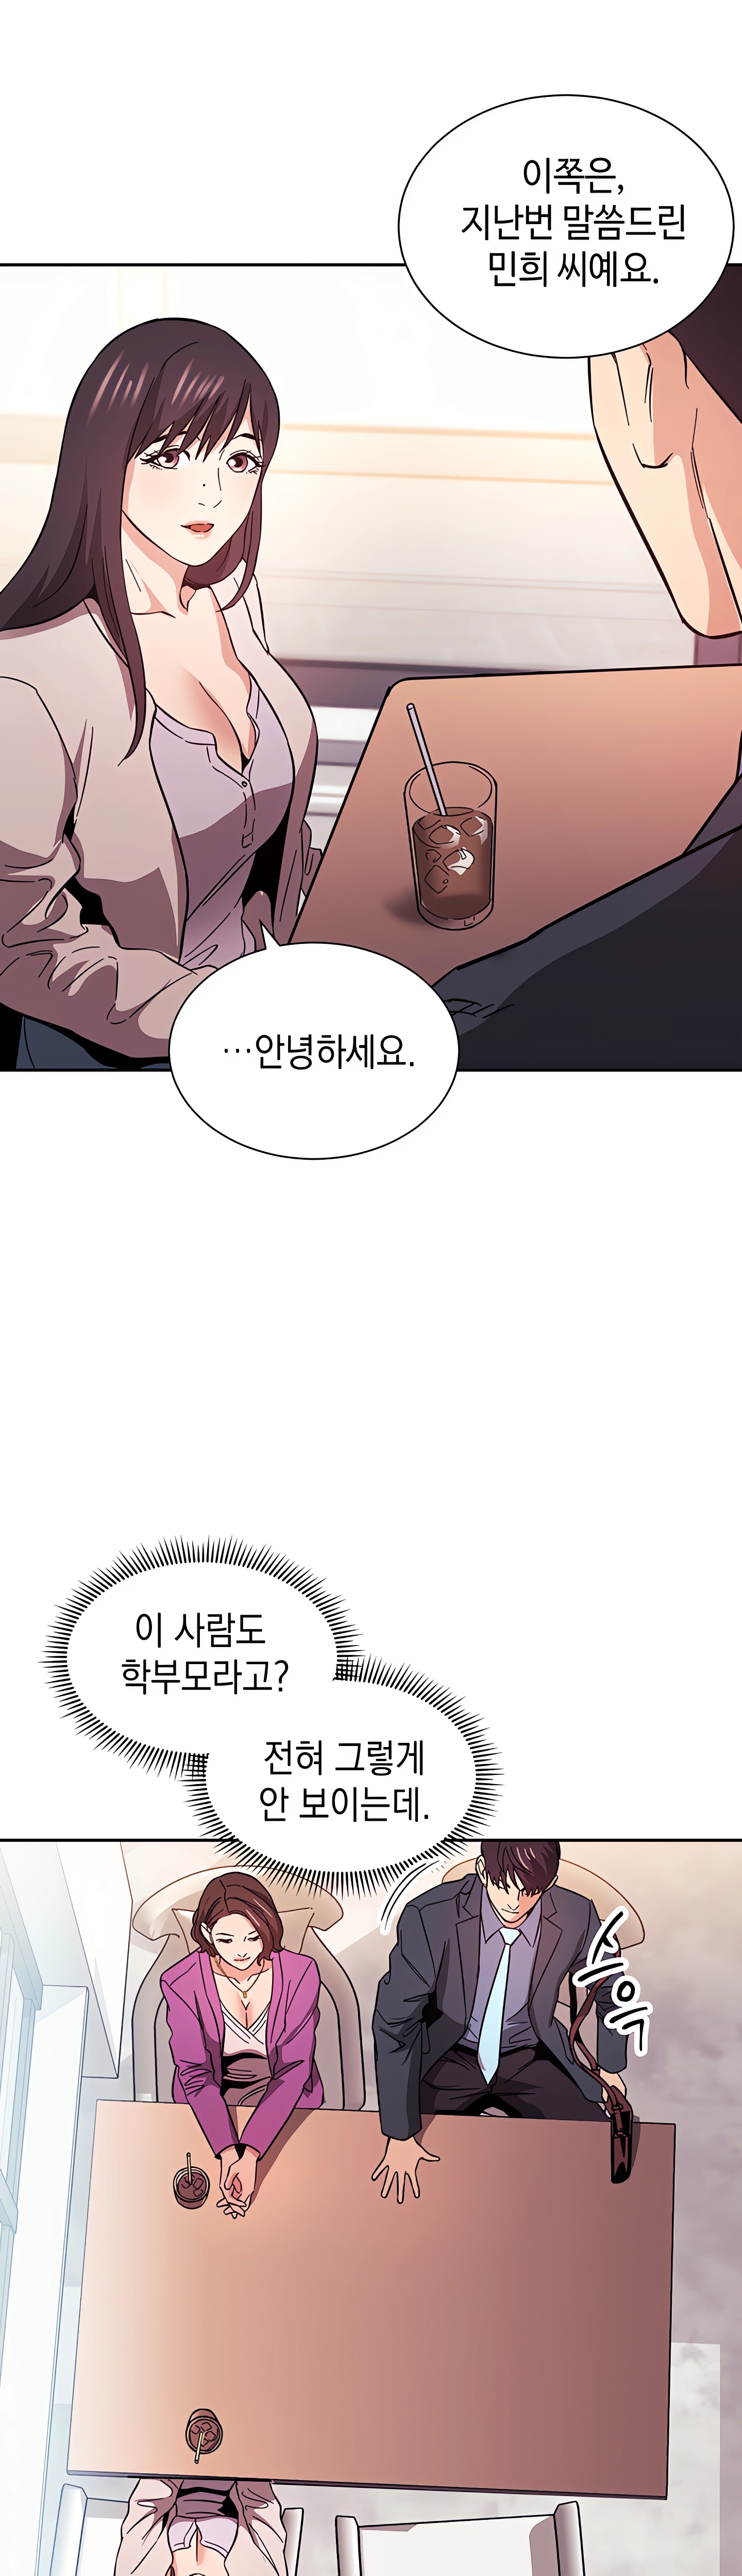 이쪽은,
지난번 말씀드린
민희 씨예요.
…안녕하세요.
이 사람도
학부모라고?
전혀 그렇게
안 보이는데.
스윽